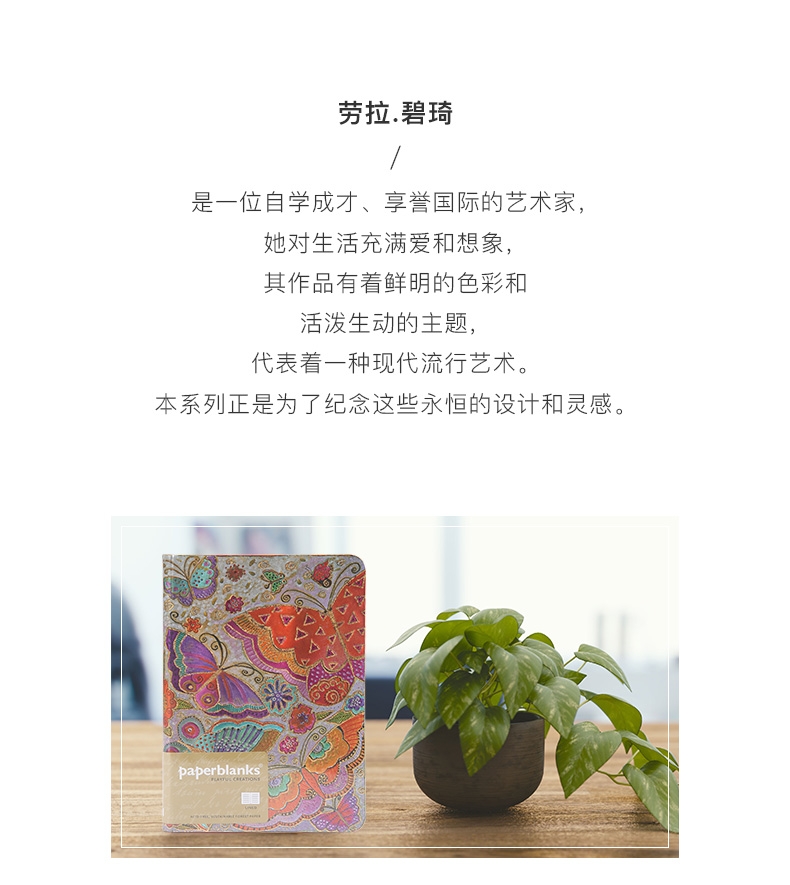 劳拉.碧琦
/
是一位自学成才、享誉国际的艺术家，
她对生活充满爱和想象，
其作品有着鲜明的色彩和
活泼生动的主题，
代表着一种现代流行艺术。
本系列正是为了纪念这些永恒的设计和灵感。
paperblanks®
PLAYFUL CREATIONS
LINED